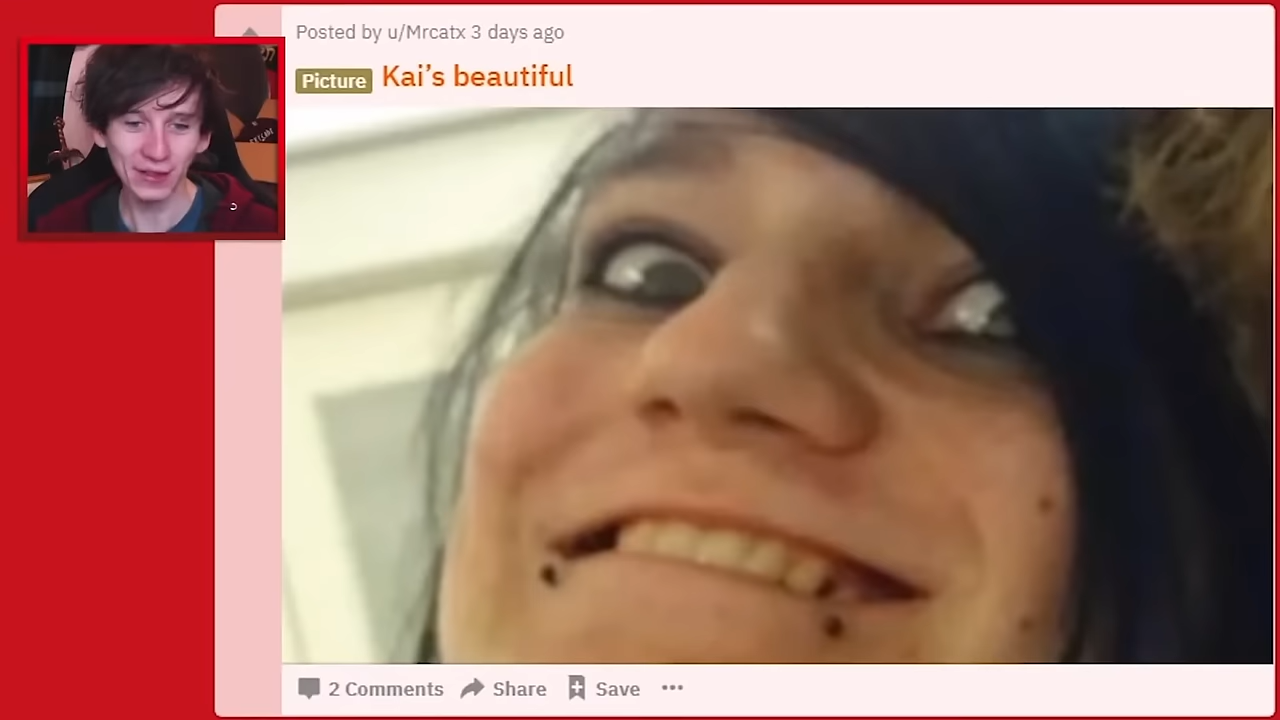 Posted by u/Mrcatx 3 days ago
Picture Kai's beautiful
2 Comments Share Save